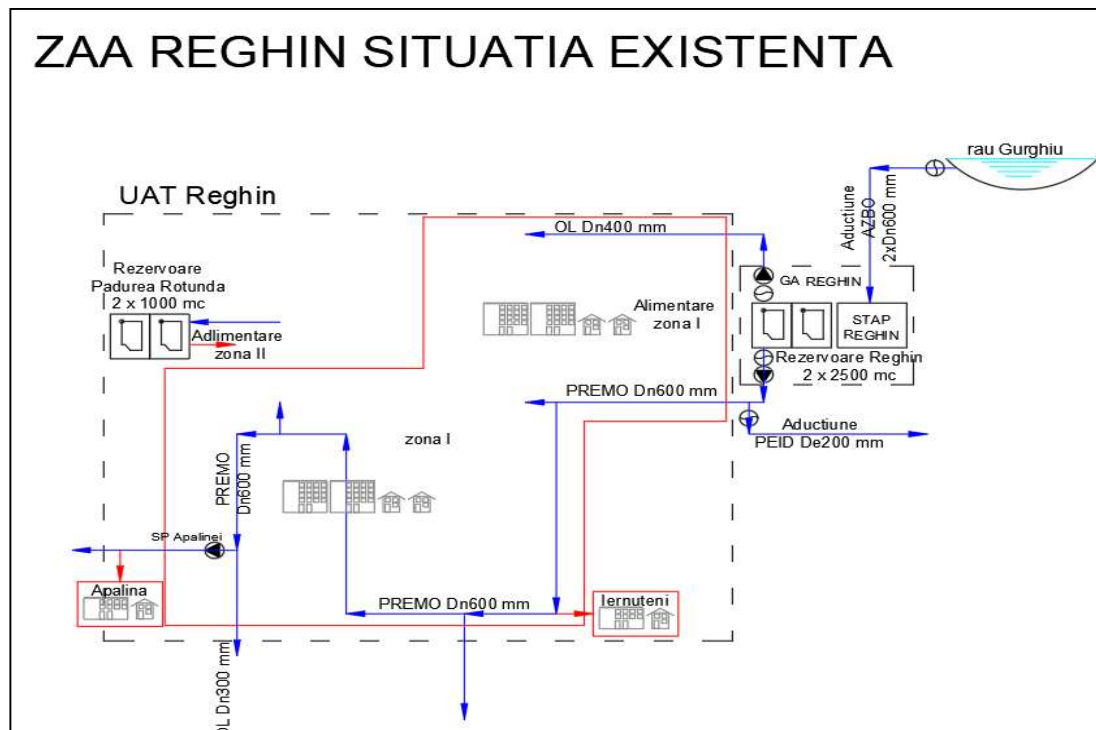 ZAA REGHIN SITUATIA EXISTENTA
rau Gurghiu
Aductiune
AZBO
2xDn600 mm
UAT Reghin
OL Dn400 mm
Rezervoare
Padurea Rotunda
2 x 1000 mc
GA REGHIN
Alimentare
zona I
STAP
REGHIN
Adlimentare
zona II
Rezervoare Reghin
2 x 2500 mc
PREMO Dn600 mm
Aductiune
PEID De200 mm
zona I
PREMO
Dn600 mm
SP Apalinei
Apalina
PREMO Dn600 mm
Iernuteni
OL Dn300 mm